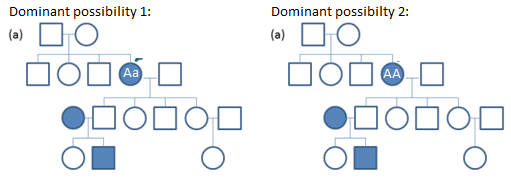 Dominant possibility 1:
Dominant possibilty 2:
(a)
(a)
Aa
AA